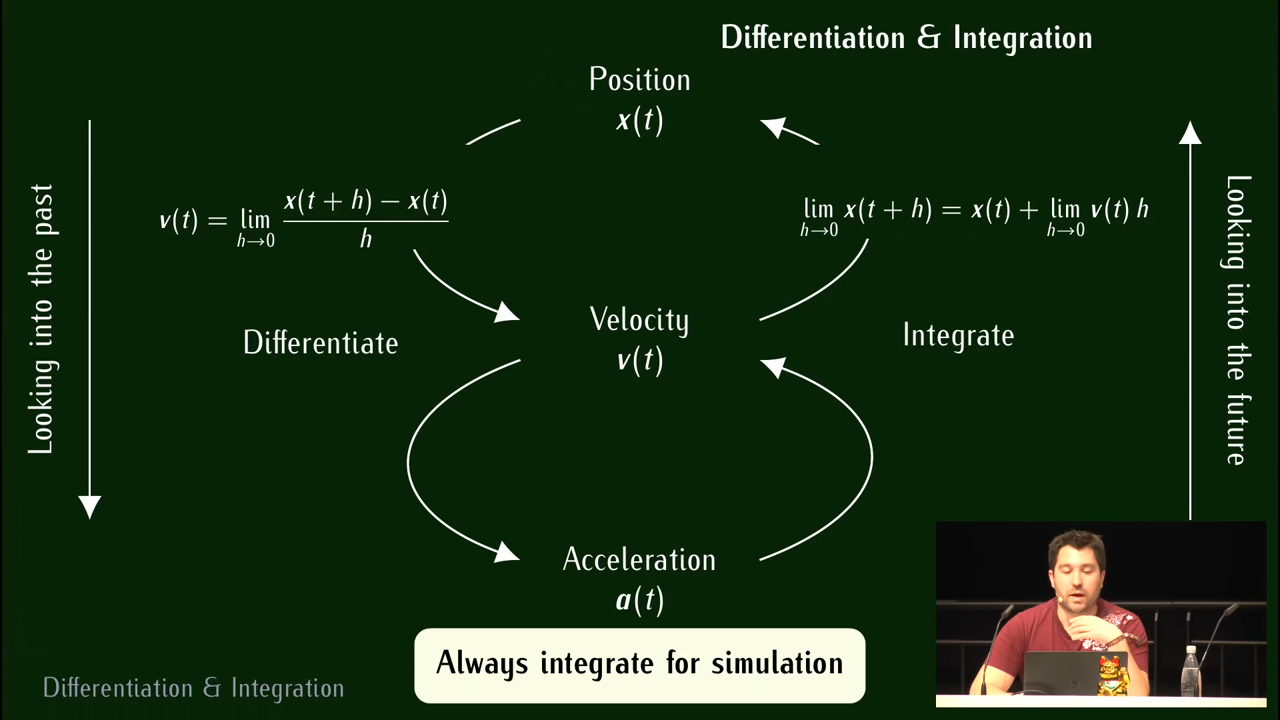 Differentiation & Integration
Position
x(t)
v(t) = lim h→0 x(t + h) − x(t) / h
lim h→0 x(t + h) = x(t) + lim h→0 v(t) h
Looking into the past
Looking into the future
Velocity
v(t)
Differentiate
Integrate
Acceleration
a(t)
Always integrate for simulation
Differentiation & Integration